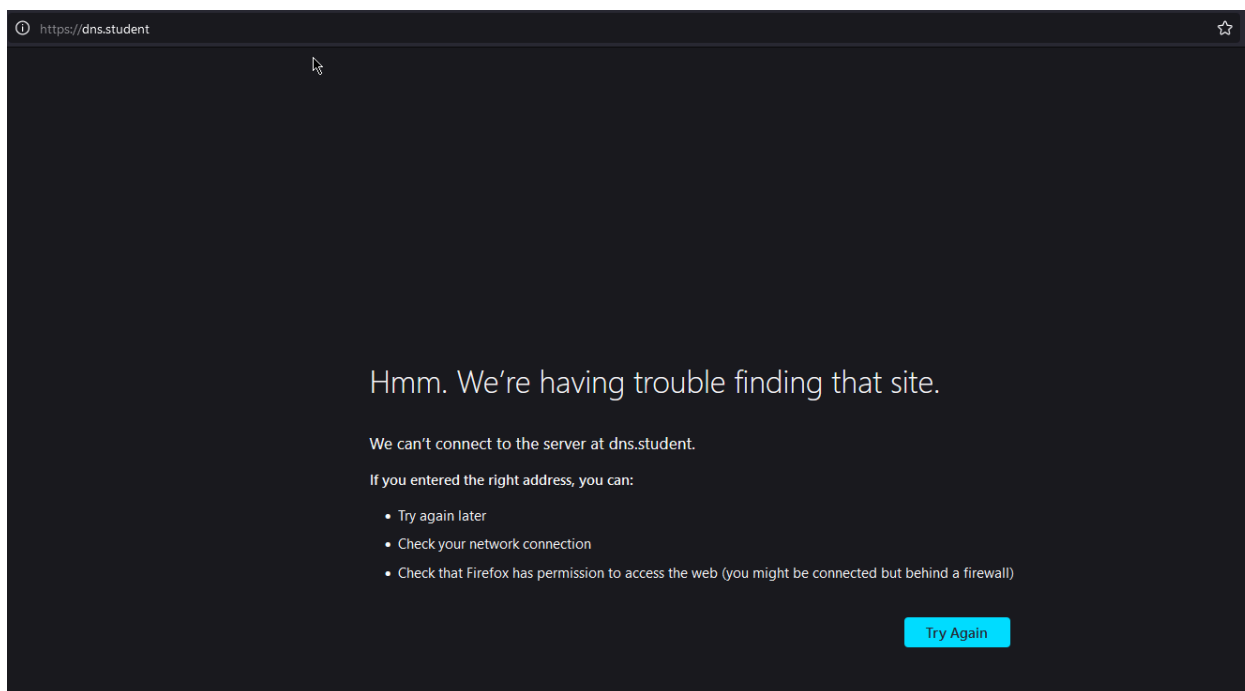 https://dns.student
Hmm. We’re having trouble finding that site.
We can’t connect to the server at dns.student.
If you entered the right address, you can:
• Try again later
• Check your network connection
• Check that Firefox has permission to access the web (you might be connected but behind a firewall)
Try Again